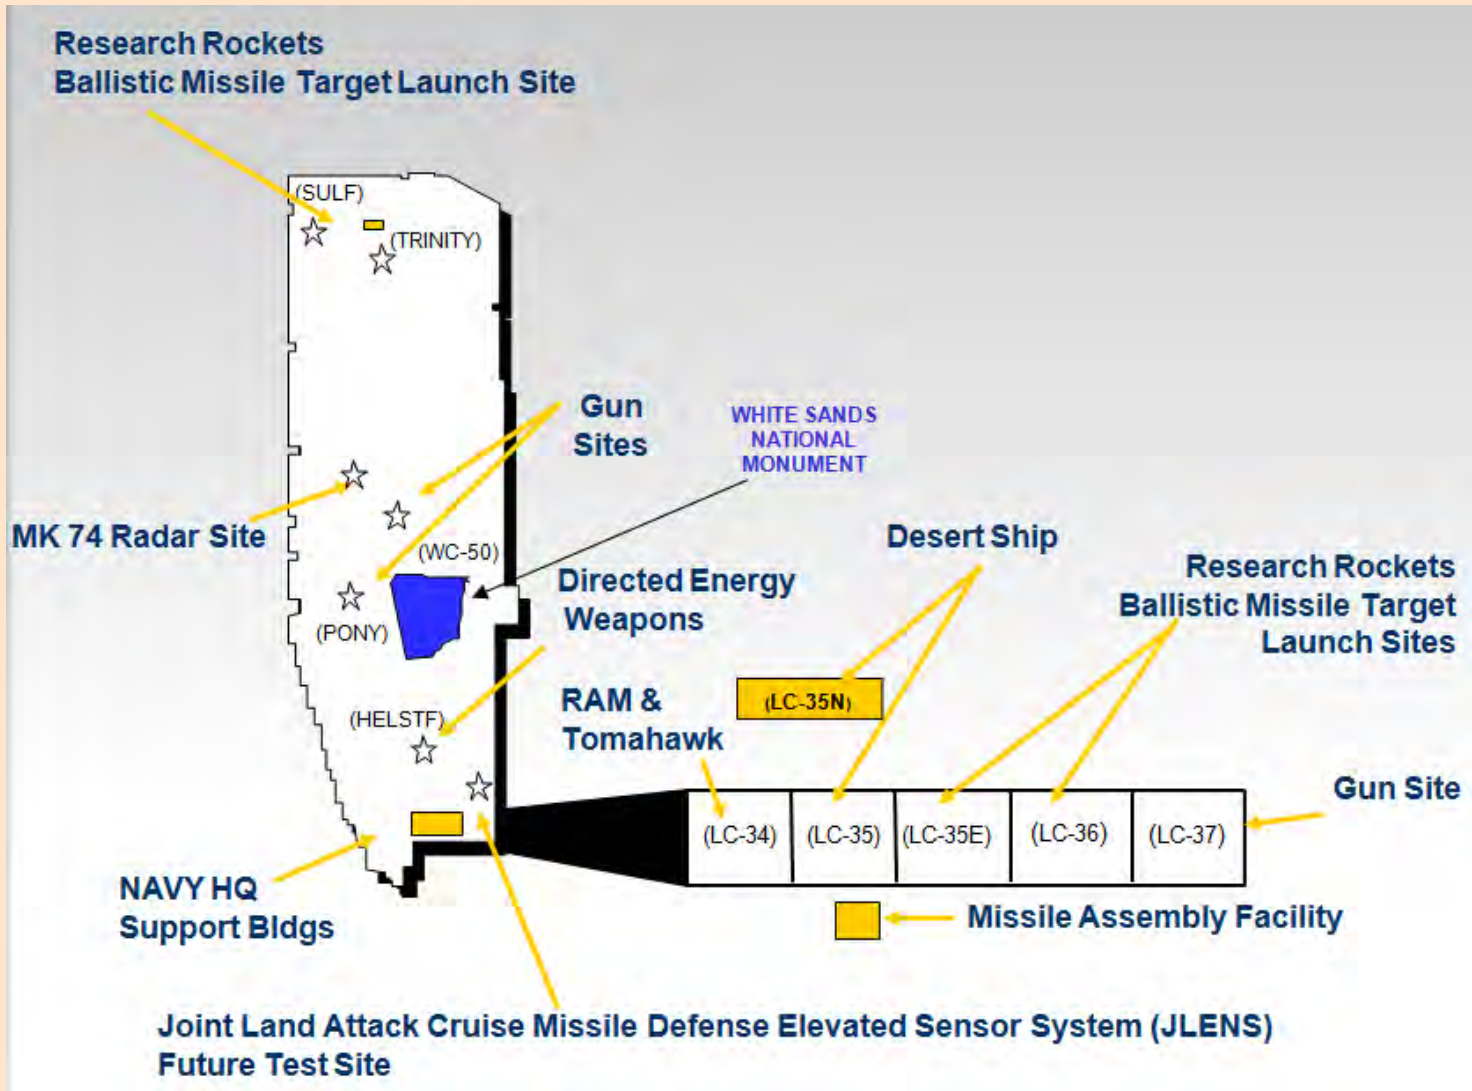 Research Rockets
Ballistic Missile Target Launch Site
(SULF)
(TRINITY)
Gun
Sites
WHITE SANDS
NATIONAL
MONUMENT
MK 74 Radar Site
(WC-50)
Desert Ship
Directed Energy
Weapons
Research Rockets
Ballistic Missile Target
Launch Sites
(PONY)
(HELSTF)
RAM &
Tomahawk
(LC-35N)
Gun Site
(LC-34)
(LC-35)
(LC-35E)
(LC-36)
(LC-37)
NAVY HQ
Support Bldgs
Missile Assembly Facility
Joint Land Attack Cruise Missile Defense Elevated Sensor System (JLENS)
Future Test Site